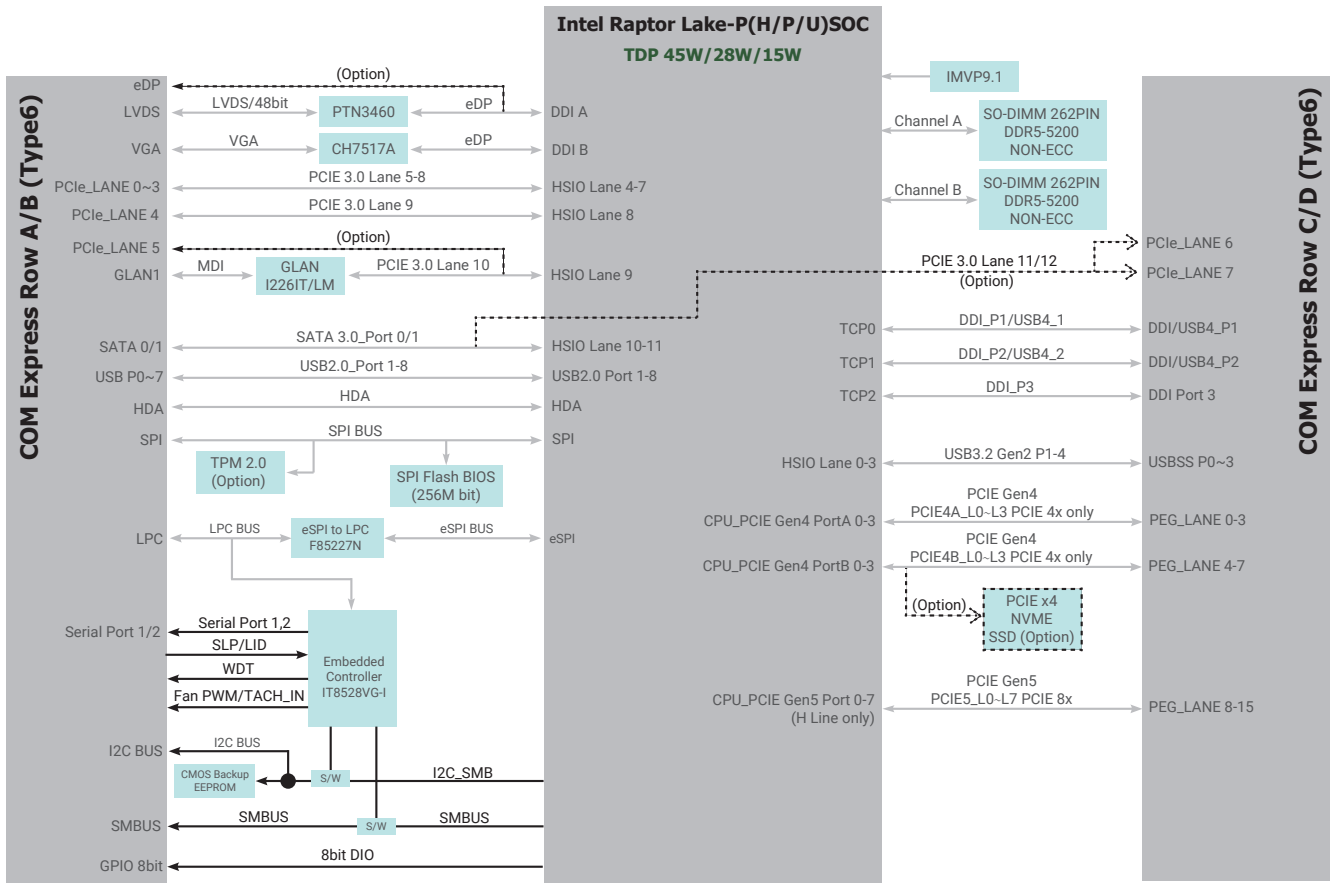 Intel Raptor Lake-P(H/P/U)SOC
TDP 45W/28W/15W
COM Express Row A/B (Type6)
eDP
(Option)
LVDS
LVDS/48bit
PTN3460
eDP
DDI A
VGA
VGA
CH7517A
eDP
DDI B
PCIe_LANE 0~3
PCIE 3.0 Lane 5-8
HSIO Lane 4-7
PCIe_LANE 4
PCIE 3.0 Lane 9
HSIO Lane 8
PCIe_LANE 5
(Option)
GLAN1
MDI
GLAN
I226IT/LM
PCIE 3.0 Lane 10
HSIO Lane 9
SATA 0/1
SATA 3.0_Port 0/1
HSIO Lane 10-11
USB P0~7
USB2.0_Port 1-8
USB2.0 Port 1-8
HDA
HDA
HDA
SPI
SPI BUS
SPI
TPM 2.0
(Option)
SPI Flash BIOS
(256M bit)
LPC
LPC BUS
eSPI to LPC
F85227N
eSPI BUS
eSPI
Serial Port 1/2
Serial Port 1,2
SLP/LID
WDT
Fan PWM/TACH_IN
Embedded
Controller
IT8528VG-I
I2C BUS
I2C BUS
CMOS Backup
EEPROM
S/W
I2C_SMB
SMBUS
SMBUS
S/W
SMBUS
GPIO 8bit
8bit DIO
IMVP9.1
Channel A
SO-DIMM 262PIN
DDR5-5200
NON-ECC
Channel B
SO-DIMM 262PIN
DDR5-5200
NON-ECC
PCIE 3.0 Lane 11/12
(Option)
PCIe_LANE 6
PCIe_LANE 7
TCP0
DDI_P1/USB4_1
DDI/USB4_P1
TCP1
DDI_P2/USB4_2
DDI/USB4_P2
TCP2
DDI_P3
DDI Port 3
HSIO Lane 0-3
USB3.2 Gen2 P1-4
USBSS P0~3
CPU_PCIE Gen4 PortA 0-3
PCIE Gen4
PCIE4A_L0~L3 PCIE 4x only
PEG_LANE 0-3
CPU_PCIE Gen4 PortB 0-3
PCIE Gen4
PCIE4B_L0~L3 PCIE 4x only
PEG_LANE 4-7
(Option)
PCIE x4
NVME
SSD (Option)
CPU_PCIE Gen5 Port 0-7
(H Line only)
PCIE Gen5
PCIE5_L0~L7 PCIE 8x
PEG_LANE 8-15
COM Express Row C/D (Type6)